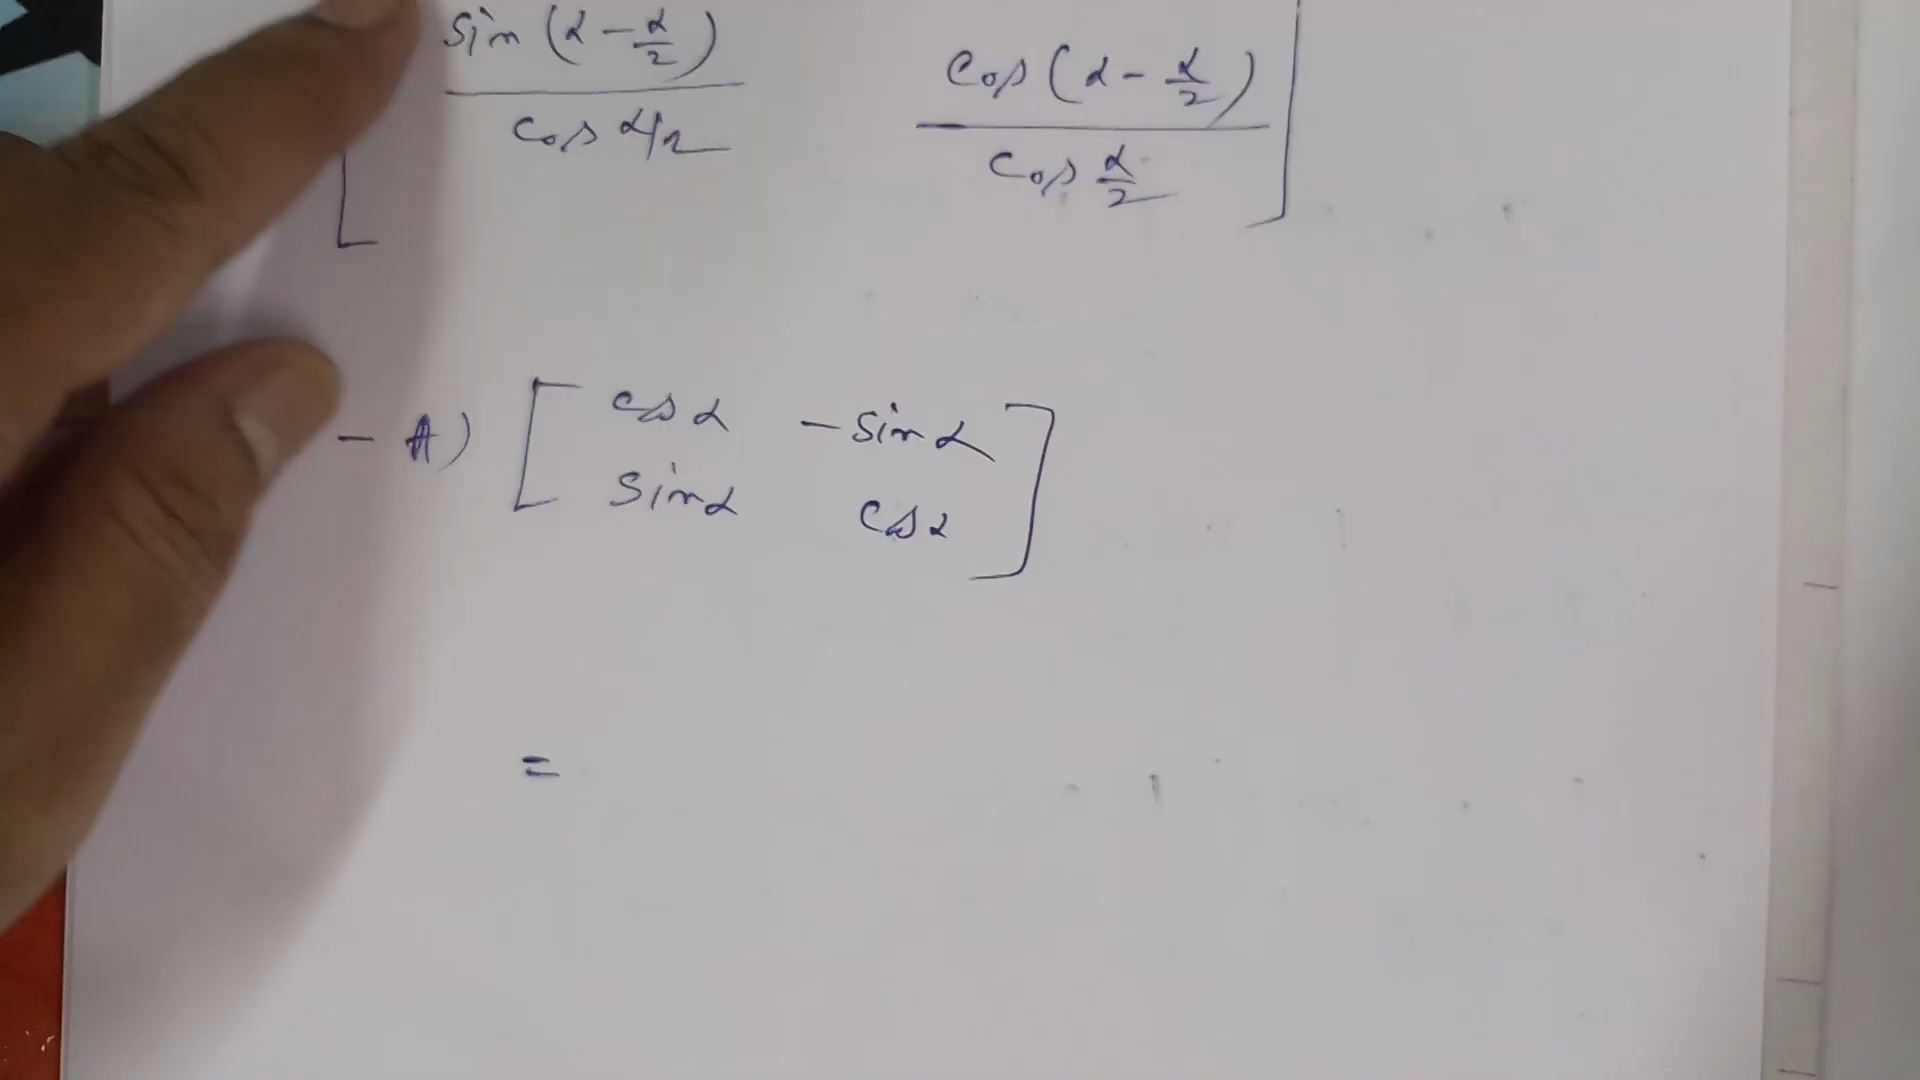 sin (α - α/2) cos (α - α/2)
cos α/2 cos α/2
- A) [ cos α - sin α
sin α cos α ]
=